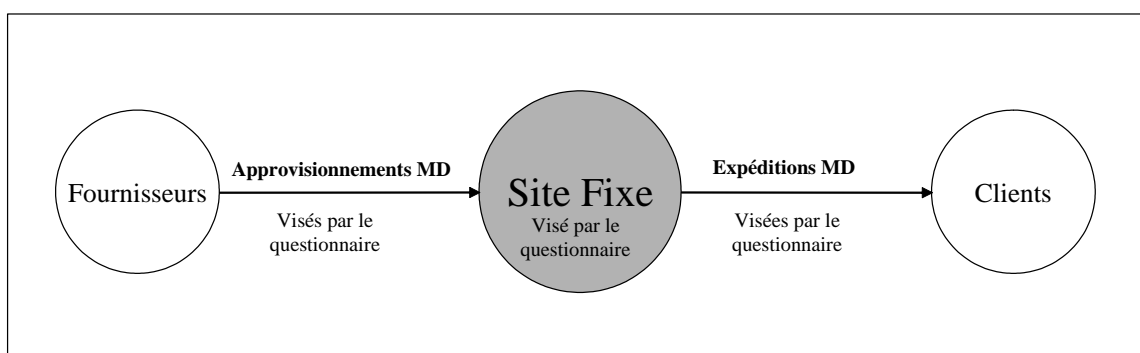 Fournisseurs
Approvisionnements MD
Visés par le
questionnaire
Site Fixe
Visé par le
questionnaire
Expéditions MD
Visées par le
questionnaire
Clients